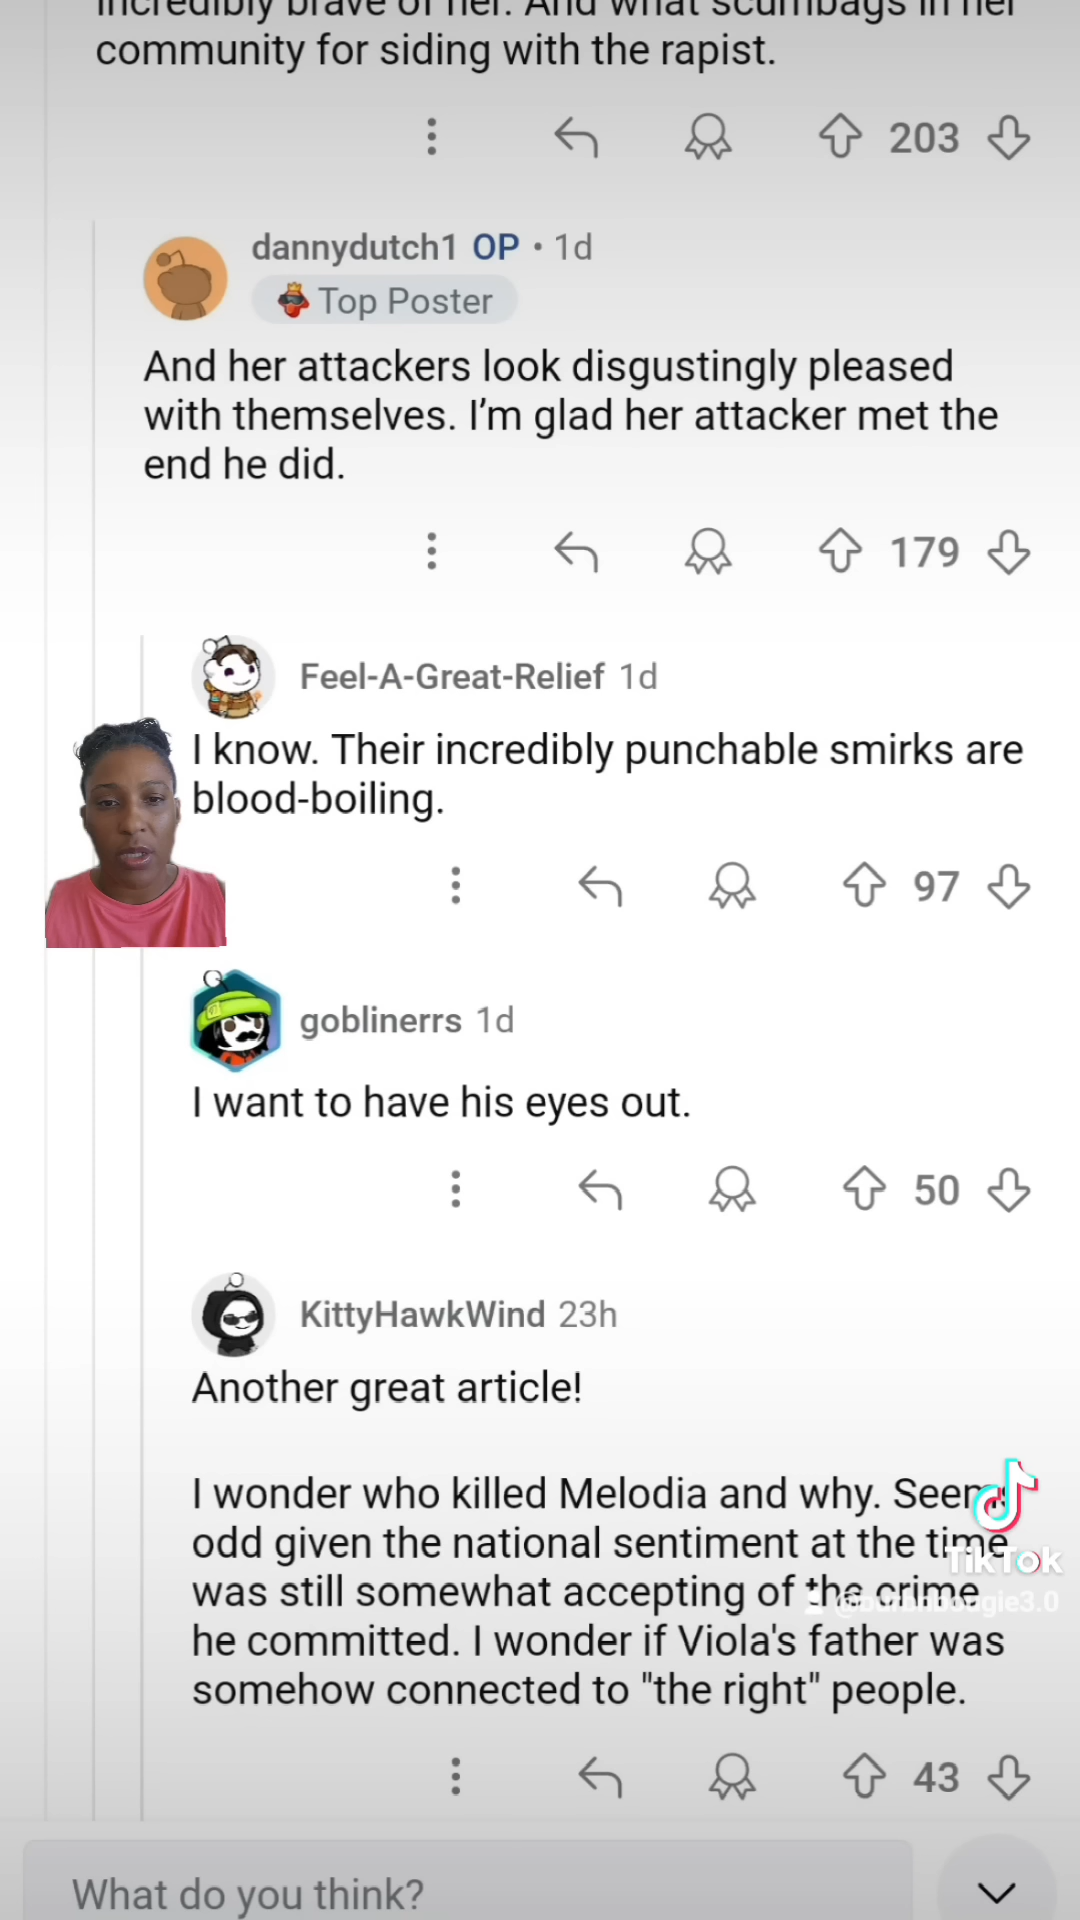 incredibly brave of her. And what scumbags in her
community for siding with the rapist.
203
dannydutch1 OP • 1d
Top Poster
And her attackers look disgustingly pleased
with themselves. I'm glad her attacker met the
end he did.
179
Feel-A-Great-Relief 1d
I know. Their incredibly punchable smirks are
blood-boiling.
97
goblinerrs 1d
I want to have his eyes out.
50
KittyHawkWind 23h
Another great article!
I wonder who killed Melodia and why. Seems
odd given the national sentiment at the time
was still somewhat accepting of the crime
he committed. I wonder if Viola's father was
somehow connected to "the right" people.
TikTok
43
What do you think?